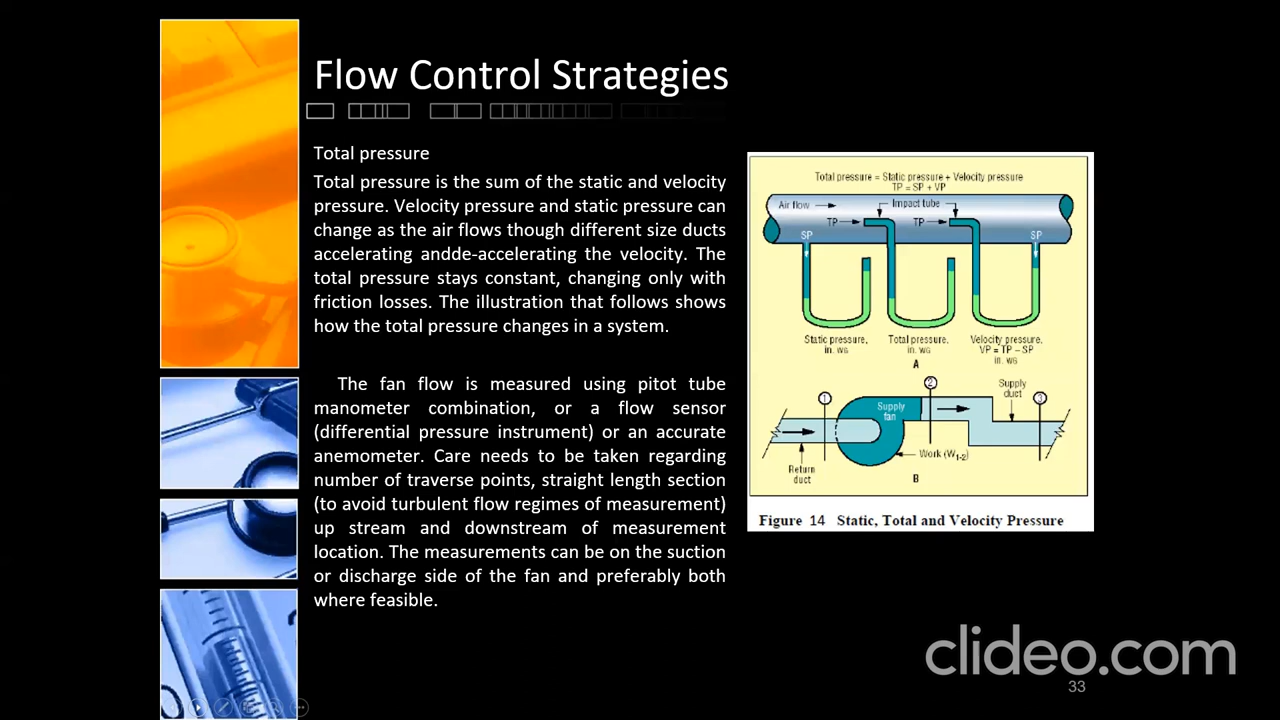 Flow Control Strategies
Total pressure
Total pressure is the sum of the static and velocity
pressure. Velocity pressure and static pressure can
change as the air flows though different size ducts
accelerating andde-accelerating the velocity. The
total pressure stays constant, changing only with
friction losses. The illustration that follows shows
how the total pressure changes in a system.
The fan flow is measured using pitot tube
manometer combination, or a flow sensor
(differential pressure instrument) or an accurate
anemometer. Care needs to be taken regarding
number of traverse points, straight length section
(to avoid turbulent flow regimes of measurement)
up stream and downstream of measurement
location. The measurements can be on the suction
or discharge side of the fan and preferably both
where feasible.
Total pressure = Static pressure + Velocity pressure
TP = SP + VP
Air flow
Impact tube
TP
TP
SP
SP
Static pressure,
in. WG
Total pressure,
in. WG
Velocity pressure,
VP = TP – SP
in. WG
A
1
2
3
Supply
duct
Supply
fan
Work (W1-2)
Return
duct
B
Figure 14 Static, Total and Velocity Pressure
clideo.com
33